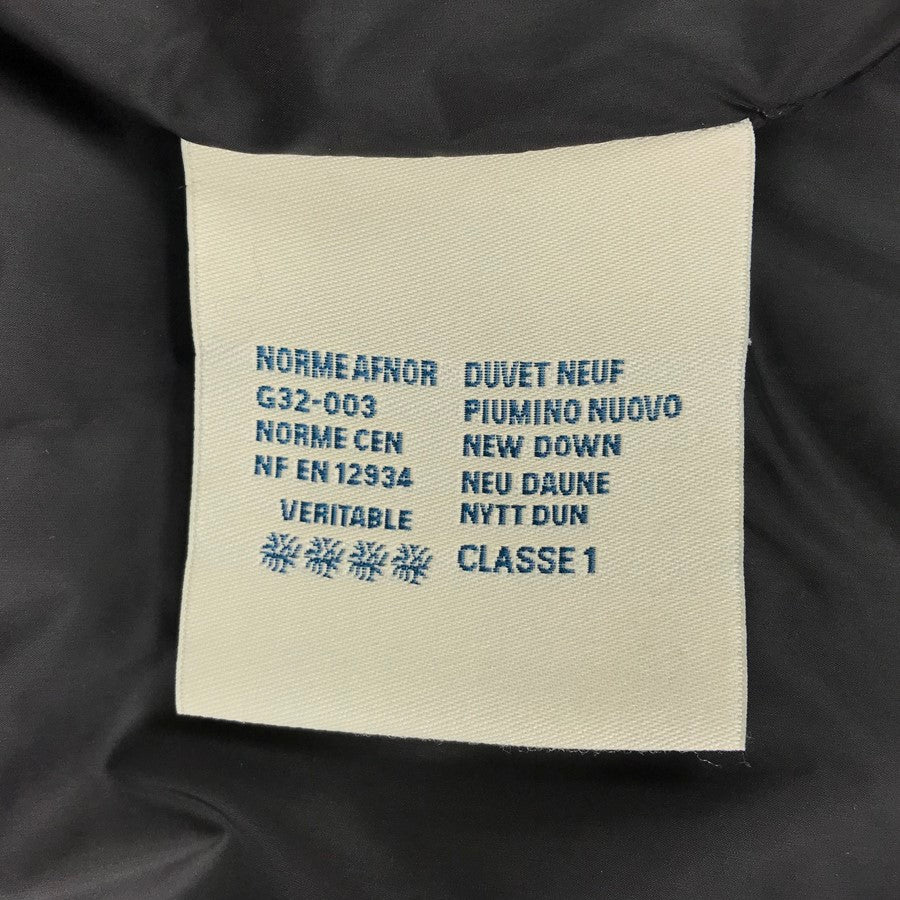 NORME AFNOR
G32-003
NORME CEN
NF EN 12934
VERITABLE
DUVET NEUF
PIUMINO NUOVO
NEW DOWN
NEU DAUNE
NYTT DUN
CLASSE 1